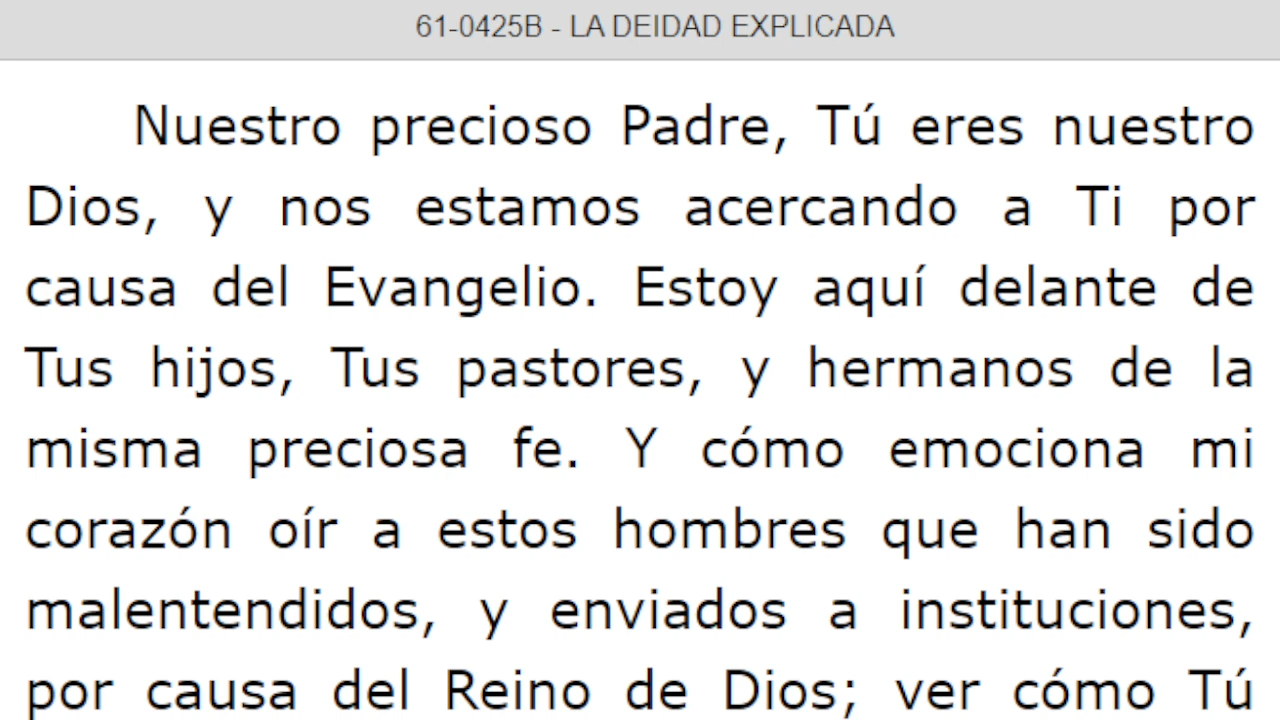 61-0425B - LA DEIDAD EXPLICADA
Nuestro precioso Padre, Tú eres nuestro
Dios, y nos estamos acercando a Ti por
causa del Evangelio. Estoy aquí delante de
Tus hijos, Tus pastores, y hermanos de la
misma preciosa fe. Y cómo emociona mi
corazón oír a estos hombres que han sido
malentendidos, y enviados a instituciones,
por causa del Reino de Dios; ver cómo Tú